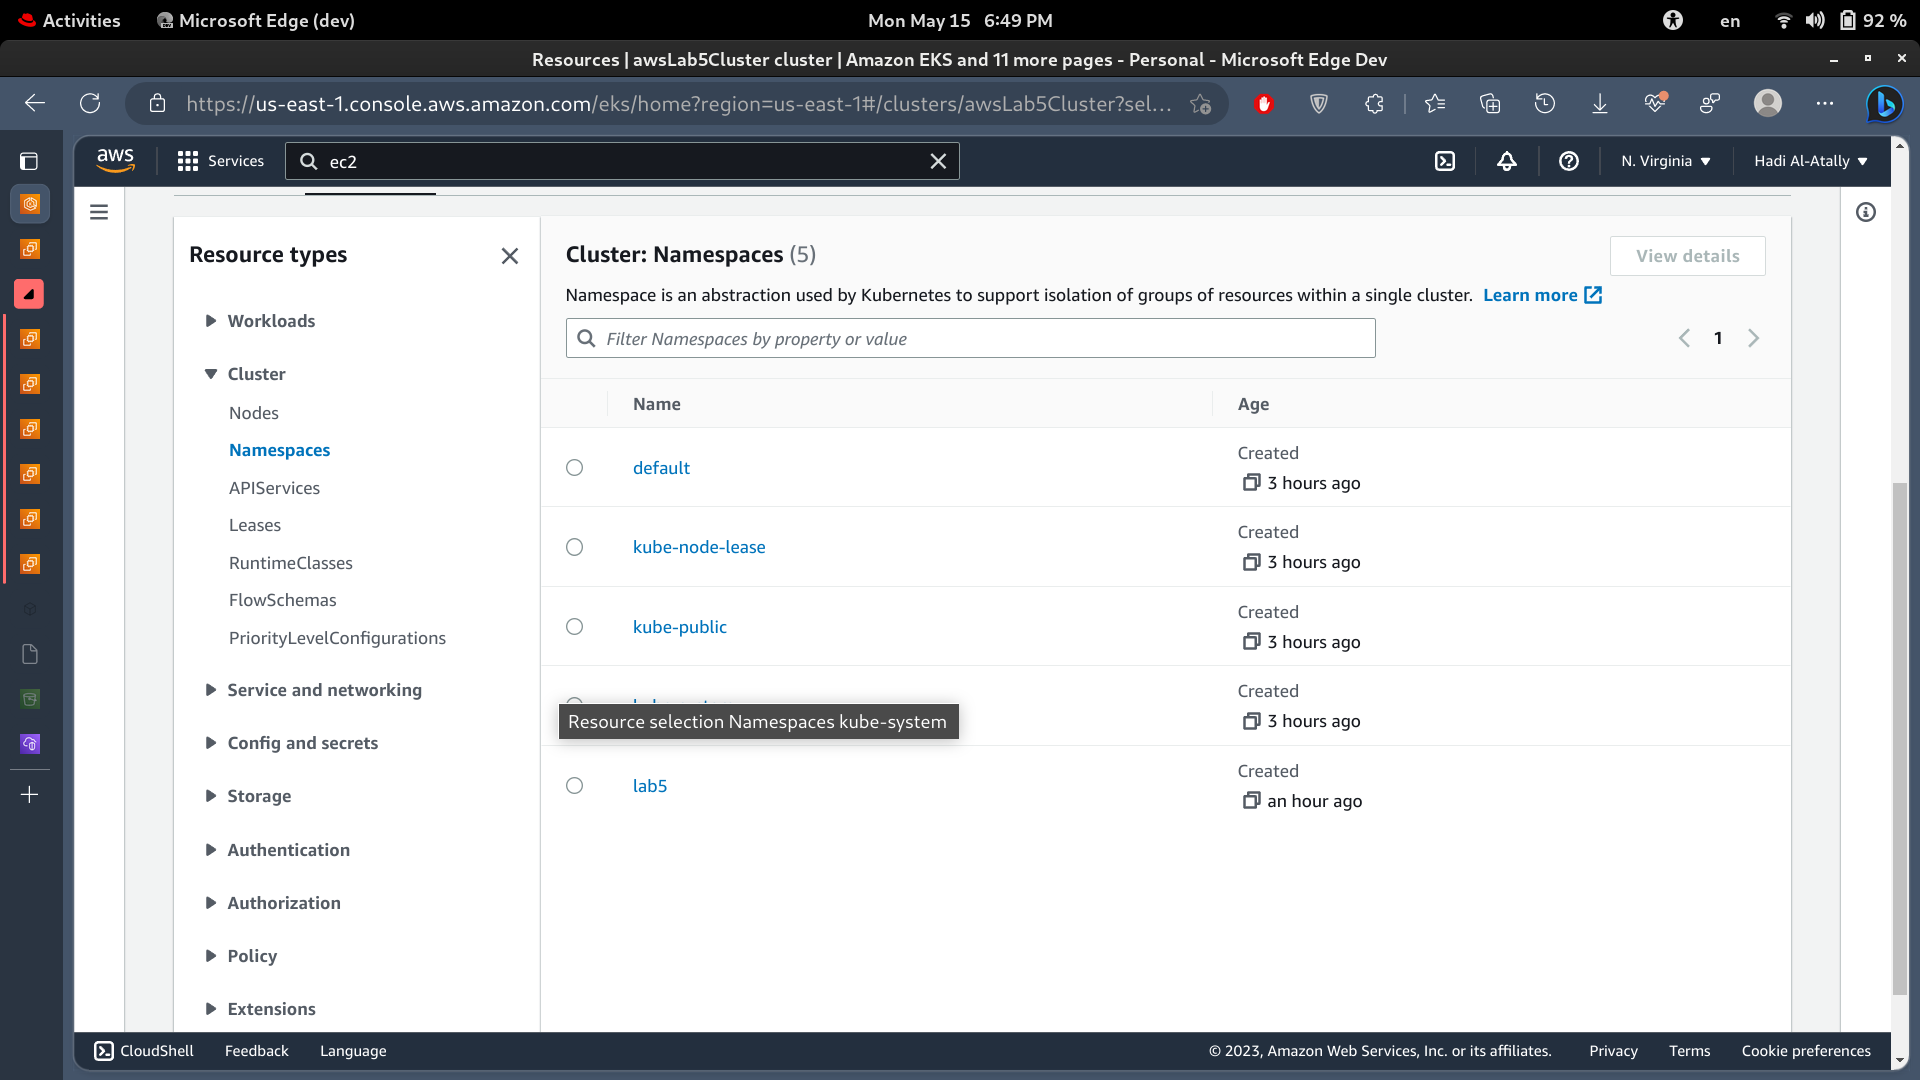 Activities Microsoft Edge (dev) Mon May 15 6:49 PM en 92 %
Resources | awsLab5Cluster cluster | Amazon EKS and 11 more pages - Personal - Microsoft Edge Dev
https://us-east-1.console.aws.amazon.com/eks/home?region=us-east-1#/clusters/awsLab5Cluster?sel...
aws Services ec2 N. Virginia Hadi Al-Atally
Resource types
Workloads
Cluster
Nodes
Namespaces
APIServices
Leases
RuntimeClasses
FlowSchemas
PriorityLevelConfigurations
Service and networking
Config and secrets
Storage
Authentication
Authorization
Policy
Extensions
Cluster: Namespaces (5)
View details
Namespace is an abstraction used by Kubernetes to support isolation of groups of resources within a single cluster. Learn more
Filter Namespaces by property or value
1
Name Age
default Created
3 hours ago
kube-node-lease Created
3 hours ago
kube-public Created
3 hours ago
Created
Resource selection Namespaces kube-system 3 hours ago
lab5 Created
an hour ago
CloudShell Feedback Language © 2023, Amazon Web Services, Inc. or its affiliates. Privacy Terms Cookie preferences